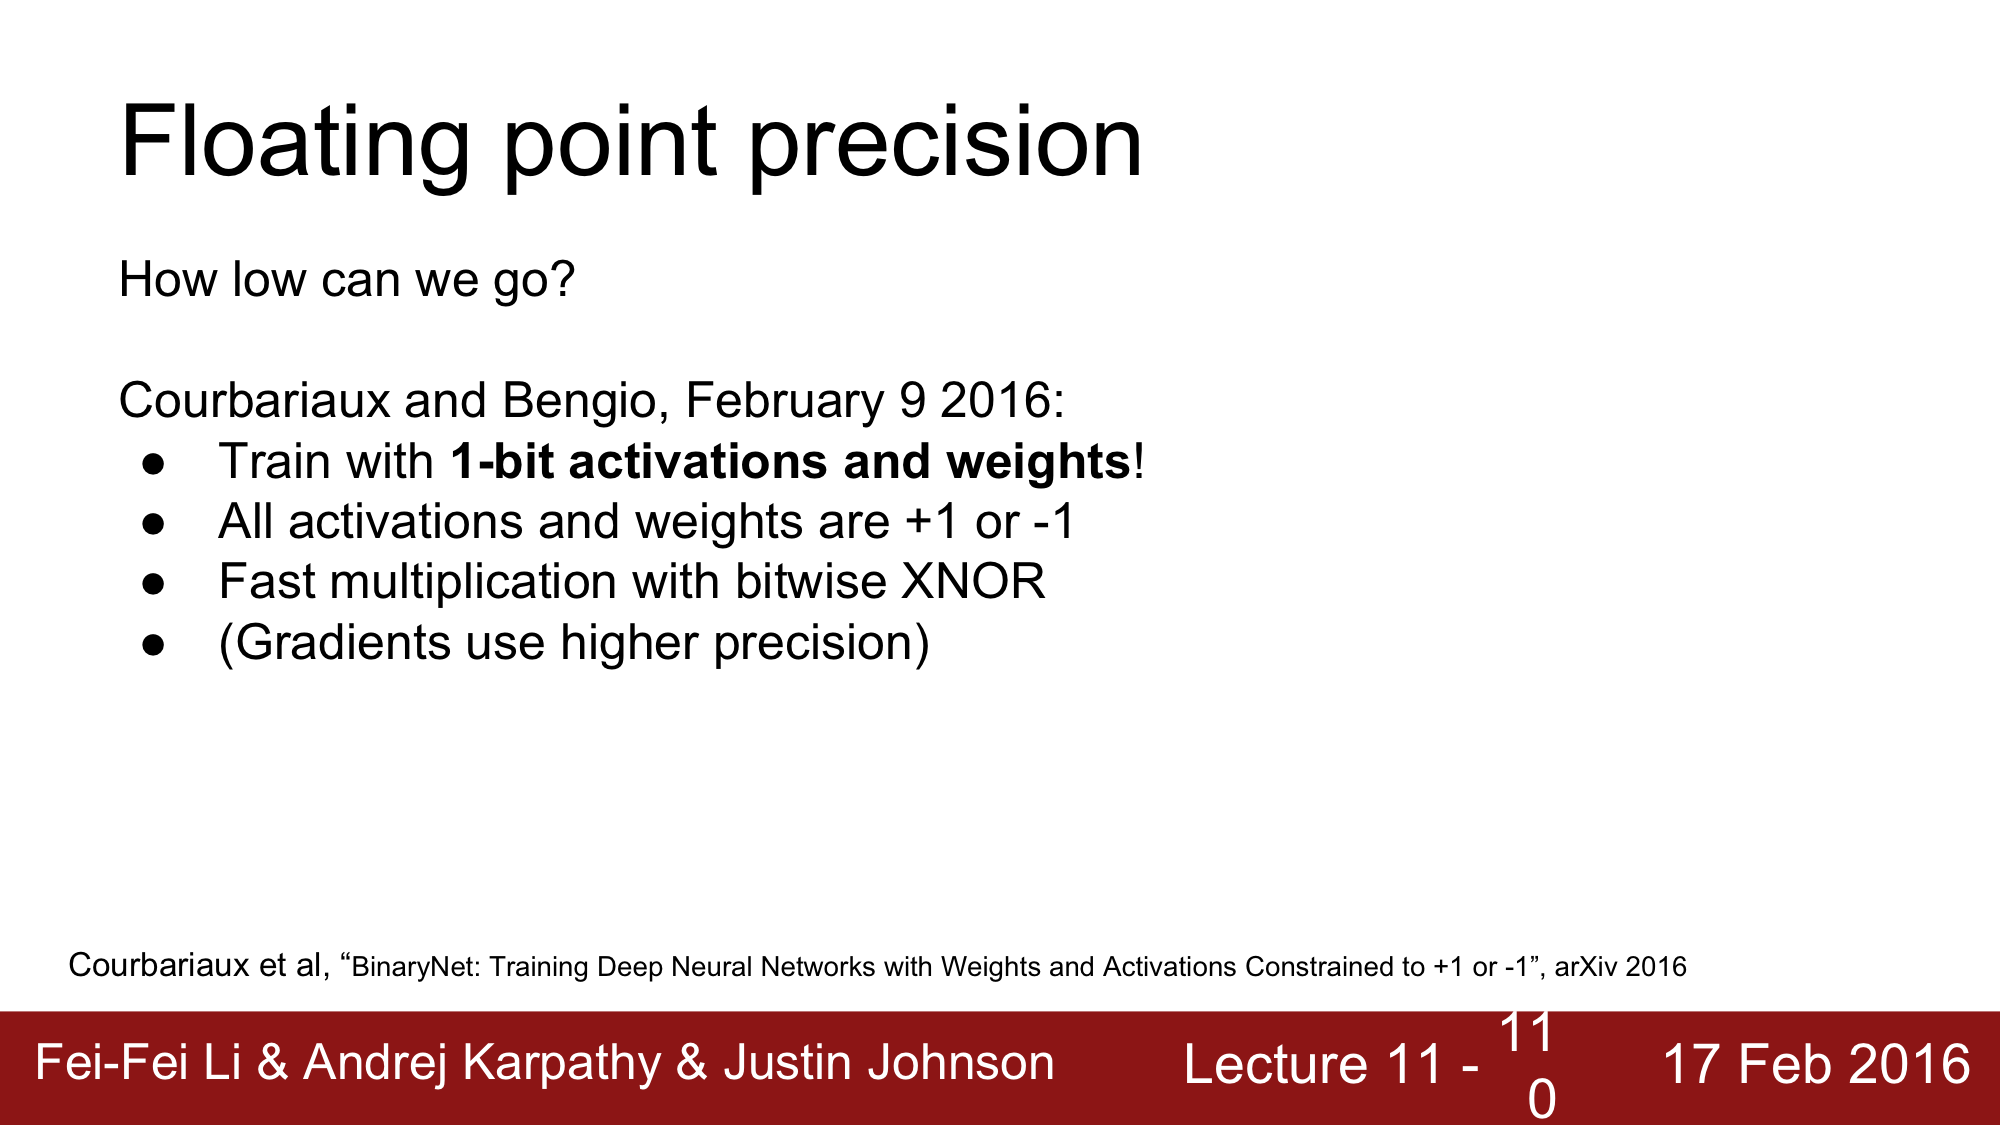 Floating point precision
How low can we go?
Courbariaux and Bengio, February 9 2016:
● Train with 1-bit activations and weights!
● All activations and weights are +1 or -1
● Fast multiplication with bitwise XNOR
● (Gradients use higher precision)
Courbariaux et al, “BinaryNet: Training Deep Neural Networks with Weights and Activations Constrained to +1 or -1”, arXiv 2016
Fei-Fei Li & Andrej Karpathy & Justin Johnson
Lecture 11 -
11
0
17 Feb 2016